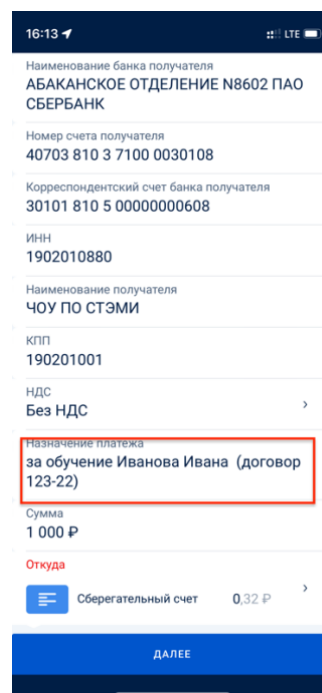 16:13 LTE
Наименование банка получателя
АБАКАНСКОЕ ОТДЕЛЕНИЕ N8602 ПАО
СБЕРБАНК
Номер счета получателя
40703 810 3 7100 0030108
Корреспондентский счет банка получателя
30101 810 5 00000000608
ИНН
1902010880
Наименование получателя
ЧОУ ПО СТЭМИ
КПП
190201001
НДС
Без НДС
Назначение платежа
за обучение Иванова Ивана (договор
123-22)
Сумма
1 000 ₽
Откуда
Сберегательный счет 0,32 ₽
ДАЛЕЕ